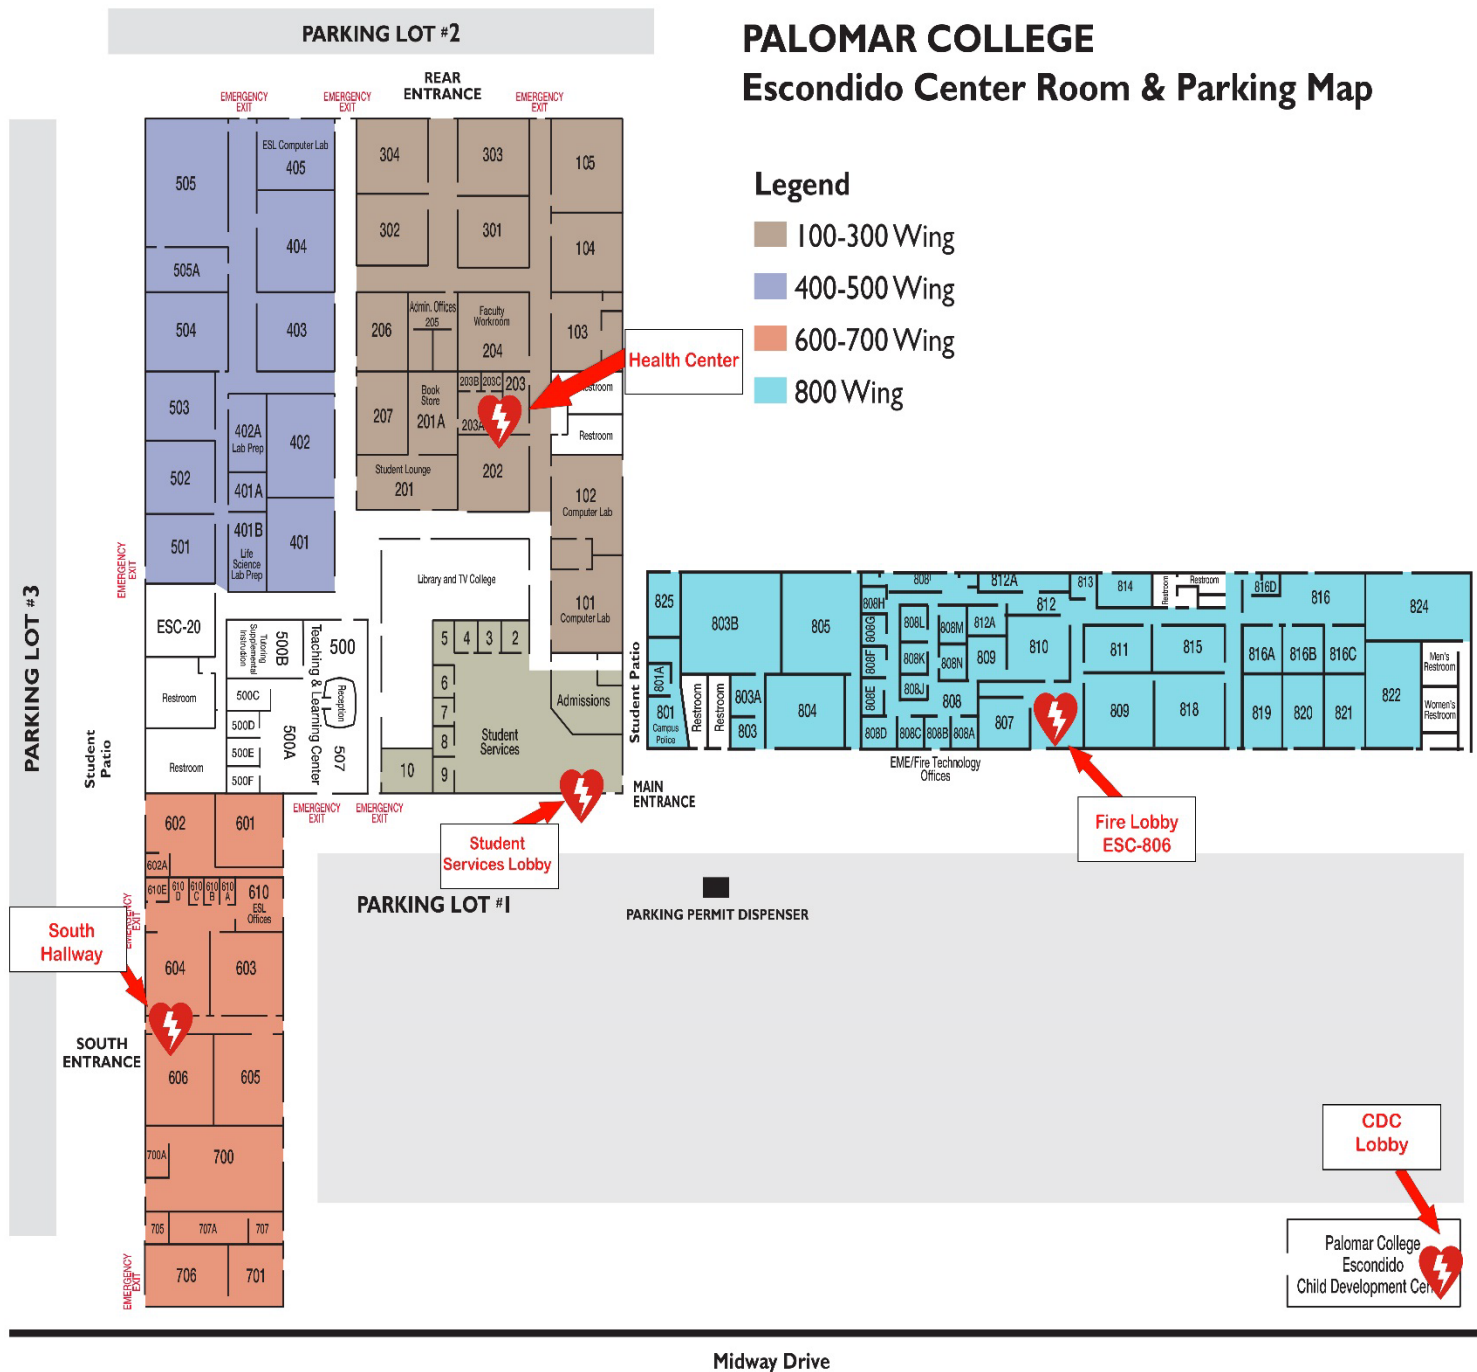 PARKING LOT #2
PALOMAR COLLEGE
Escondido Center Room & Parking Map
REAR
ENTRANCE
EMERGENCY
EXIT
EMERGENCY
EXIT
EMERGENCY
EXIT
Legend
100-300 Wing
400-500 Wing
600-700 Wing
800 Wing
PARKING LOT #3
505
ESL Computer Lab
405
404
505A
504
403
503
402A
Lab Prep
402
502
401A
401B
Life
Science
Lab Prep
401
501
EMERGENCY
EXIT
304
303
105
302
301
104
206
Admin. Offices
205
Faculty
Workroom
204
103
Health Center
203B
203C
203
207
Book
Store
201A
203A
Restroom
Student Lounge
201
202
102
Computer Lab
Library and TV College
101
Computer Lab
ESC-20
Restroom
Restroom
500B
Tutoring
Supplemental
Instruction
500
Teaching & Learning Center
Reception
507
500A
500C
500D
500E
500F
Student
Patio
5
4
3
2
6
7
8
9
10
Student
Services
Admissions
Student Patio
MAIN
ENTRANCE
EMERGENCY
EXIT
EMERGENCY
EXIT
Student
Services Lobby
825
803B
805
801A
801
Campus
Police
Restroom
Restroom
803A
803
804
808H
808G
808F
808E
808D
808C
808B
808A
808L
808K
808J
808M
808N
808
812A
812A
812
809
810
807
813
814
Restroom
Restroom
811
815
809
818
816D
816
816A
816B
816C
819
820
821
824
822
Men's
Restroom
Women's
Restroom
EME/Fire Technology
Offices
Fire Lobby
ESC-806
602
601
602A
610E
610
D
610
C
610
B
610
A
610
ESL
Offices
EMERGENCY
EXIT
South
Hallway
604
603
SOUTH
ENTRANCE
606
605
700A
700
705
707A
707
706
701
EMERGENCY
EXIT
PARKING LOT #1
PARKING PERMIT DISPENSER
CDC
Lobby
Palomar College
Escondido
Child Development Cen
Midway Drive